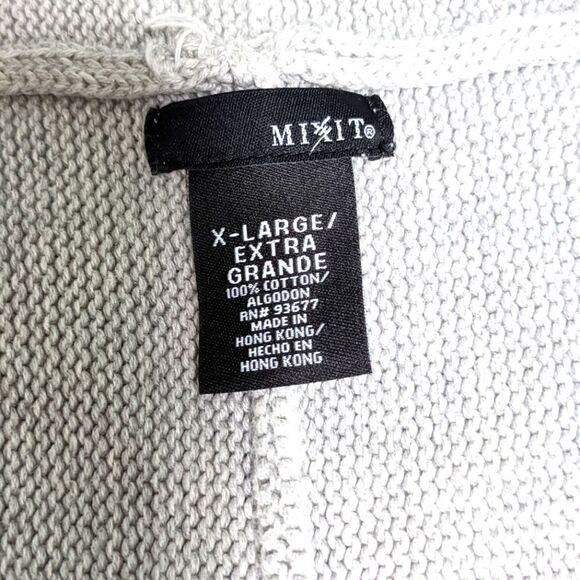 MIXIT®
X-LARGE/
EXTRA
GRANDE
100% COTTON/
ALGODON
RN# 93677
MADE IN
HONG KONG/
HECHO EN
HONG KONG